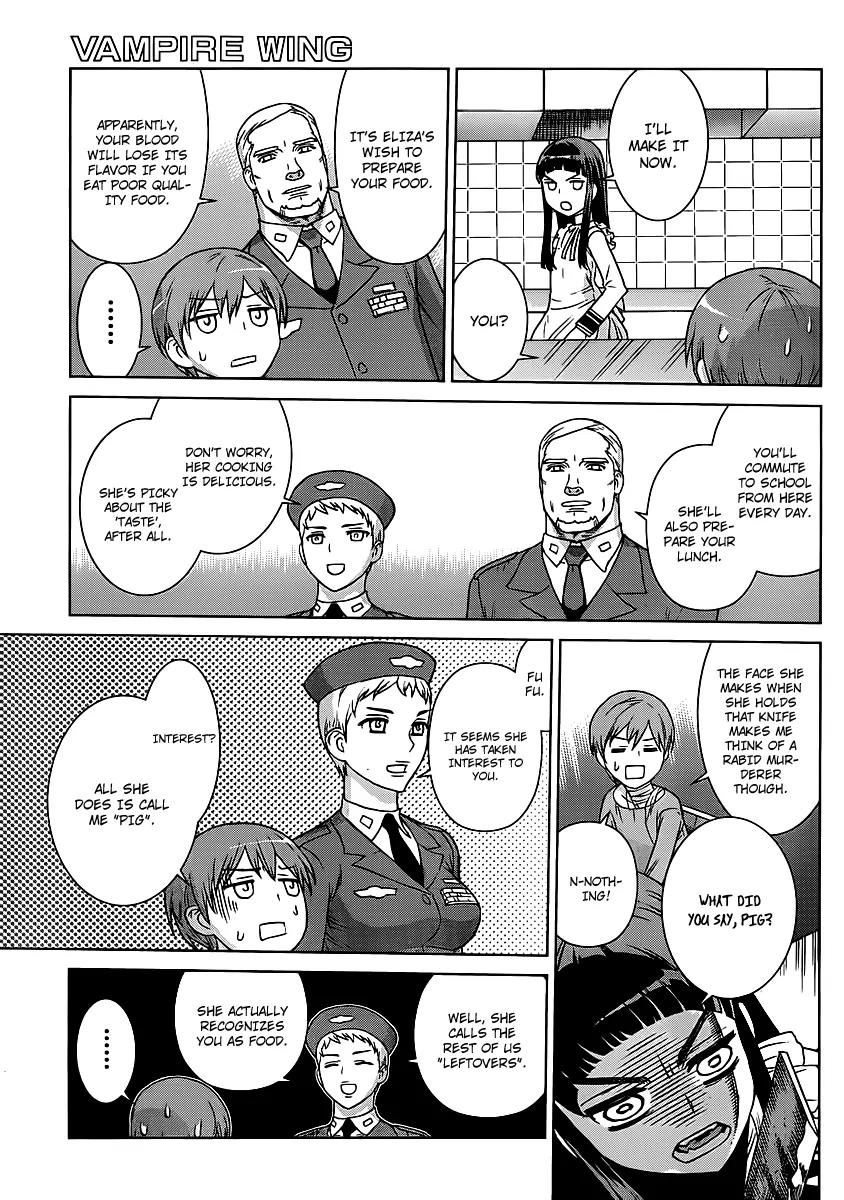 VAMPIRE WING
I'LL
MAKE IT
NOW.
YOU?
IT'S ELIZA'S
WISH TO
PREPARE
YOUR FOOD.
APPARENTLY,
YOUR BLOOD
WILL LOSE ITS
FLAVOR IF YOU
EAT POOR QUAL-
ITY FOOD.
......
YOU'LL
COMMUTE
TO SCHOOL
FROM HERE
EVERY DAY.
SHE'LL
ALSO PRE-
PARE YOUR
LUNCH.
DON'T WORRY,
HER COOKING
IS DELICIOUS.
SHE'S PICKY
ABOUT THE
'TASTE',
AFTER ALL.
THE FACE SHE
MAKES WHEN
SHE HOLDS
THAT KNIFE
MAKES ME
THINK OF A
RABID MUR-
DERER
THOUGH.
WHAT DID
YOU SAY, PIG?
N-NOTH-
ING!
FU
FU.
IT SEEMS SHE
HAS TAKEN
INTEREST
TO YOU.
INTEREST?
ALL SHE
DOES IS CALL
ME "PIG".
WELL, SHE
CALLS THE
REST OF US
"LEFTOVERS".
SHE ACTUALLY
RECOGNIZES
YOU AS FOOD.
......